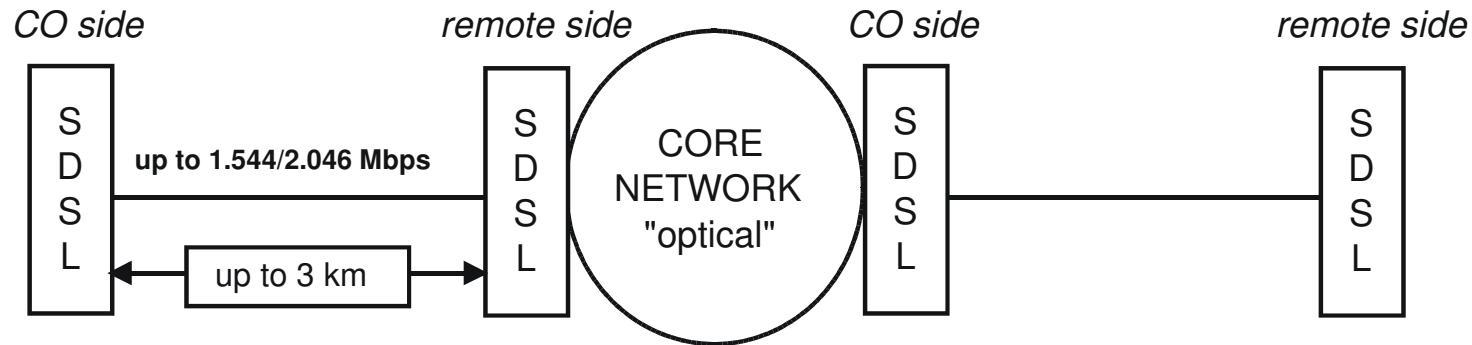 CO side
remote side
CO side
remote side
S
D
S
L
up to 1.544/2.046 Mbps
up to 3 km
S
D
S
L
CORE
NETWORK
"optical"
S
D
S
L
S
D
S
L